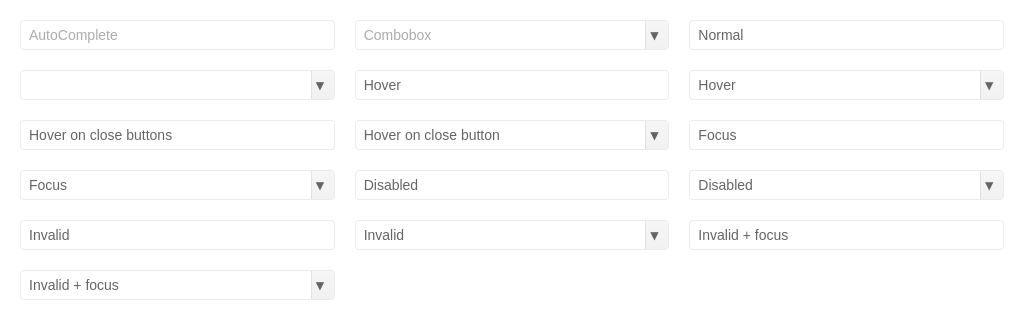 AutoComplete
Combobox
Normal
Hover
Hover
Hover on close buttons
Hover on close button
Focus
Focus
Disabled
Disabled
Invalid
Invalid
Invalid + focus
Invalid + focus